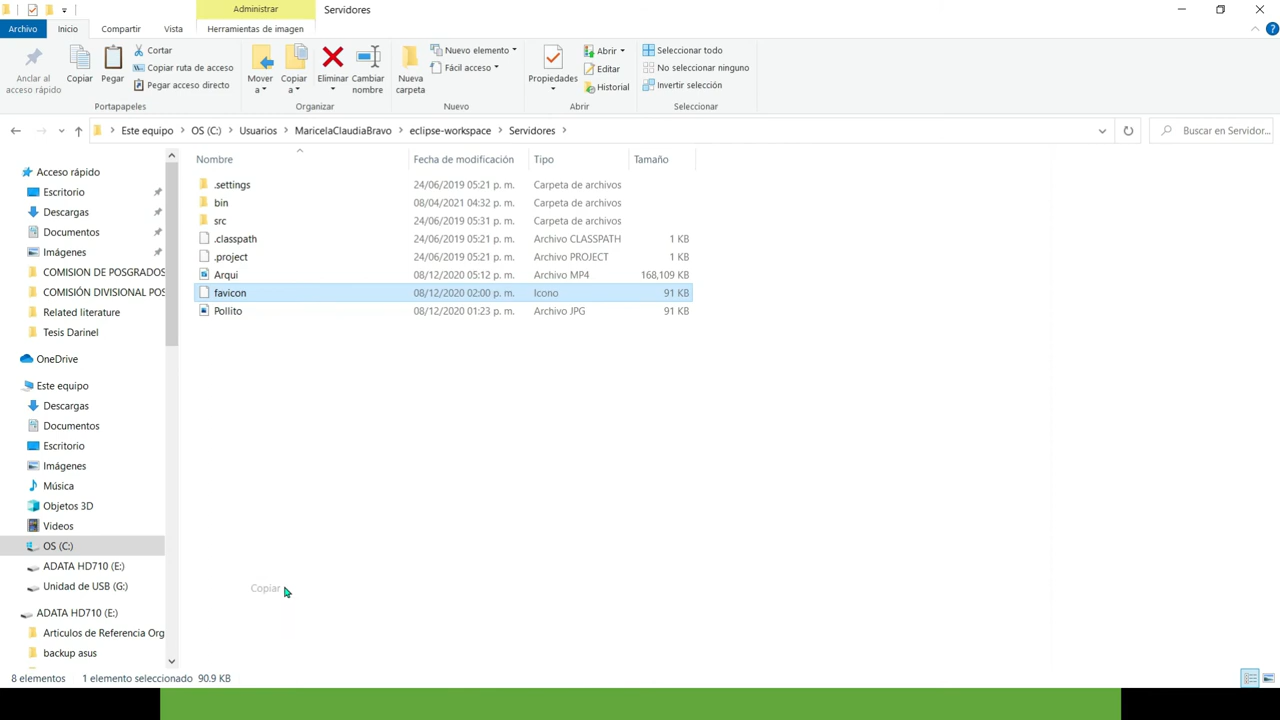 Administrar
Servidores
Archivo
Inicio
Compartir
Vista
Herramientas de imagen
Anclar al
acceso rápido
Copiar
Pegar
Cortar
Copiar ruta de acceso
Pegar acceso directo
Portapapeles
Mover
a
Copiar
a
Eliminar
Cambiar
nombre
Organizar
Nueva
carpeta
Nuevo elemento
Fácil acceso
Nuevo
Propiedades
Abrir
Editar
Historial
Abrir
Seleccionar todo
No seleccionar ninguno
Invertir selección
Seleccionar
Este equipo > OS (C:) > Usuarios > MaricelaClaudiaBravo > eclipse-workspace > Servidores >
Buscar en Servidor...
Acceso rápido
Escritorio
Descargas
Documentos
Imágenes
COMISION DE POSGRADOS
COMISIÓN DIVISIONAL POS
Related literature
Tesis Darinel
OneDrive
Este equipo
Descargas
Documentos
Escritorio
Imágenes
Música
Objetos 3D
Videos
OS (C:)
ADATA HD710 (E:)
Unidad de USB (G:)
ADATA HD710 (E:)
Articulos de Referencia Org
backup asus
Nombre Fecha de modificación Tipo Tamaño
.settings 24/06/2019 05:21 p. m. Carpeta de archivos
bin 08/04/2021 04:32 p. m. Carpeta de archivos
src 24/06/2019 05:31 p. m. Carpeta de archivos
.classpath 24/06/2019 05:21 p. m. Archivo CLASSPATH 1 KB
.project 24/06/2019 05:21 p. m. Archivo PROJECT 1 KB
Arqui 08/12/2020 05:12 p. m. Archivo MP4 168,109 KB
favicon 08/12/2020 02:00 p. m. Icono 91 KB
Pollito 08/12/2020 01:23 p. m. Archivo JPG 91 KB
Copiar
8 elementos 1 elemento seleccionado 90.9 KB